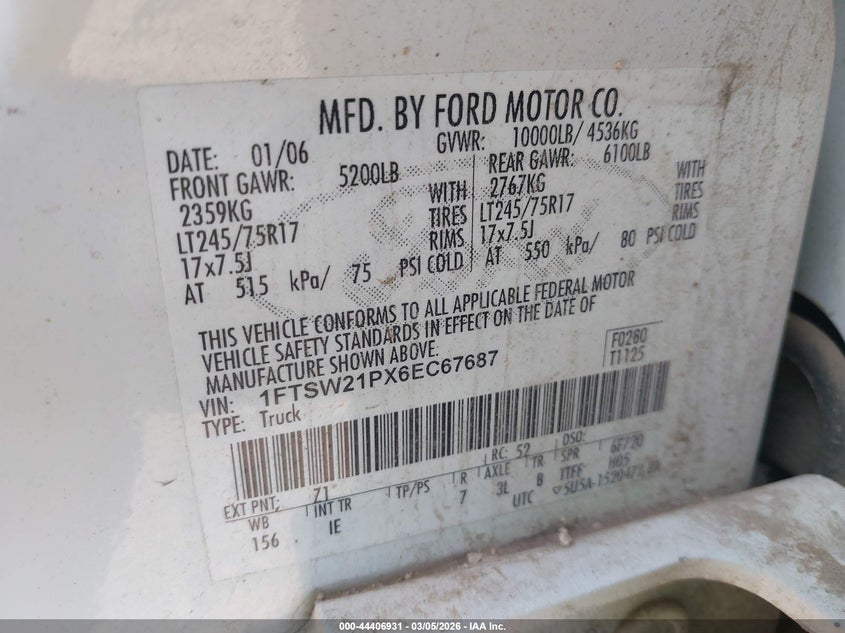 MFD. BY FORD MOTOR CO.
DATE: 01/06 GVWR: 10000LB/ 4536KG
FRONT GAWR: 5200LB REAR GAWR: 6100LB
2359KG WITH 2767KG WITH
LT245/75R17 TIRES LT245/75R17 TIRES
17x7.5J RIMS 17x7.5J RIMS
AT 515 kPa/ 75 PSI COLD AT 550 kPa/ 80 PSI COLD
THIS VEHICLE CONFORMS TO ALL APPLICABLE FEDERAL MOTOR
VEHICLE SAFETY STANDARDS IN EFFECT ON THE DATE OF
MANUFACTURE SHOWN ABOVE.
F0280
VIN: 1FTSW21PX6EC67687
T1125
TYPE: Truck
RC: 52 DSO:
EXT PNT: 71 TP/PS R AXLE TR SPR 6F720
WB INT TR 7 3L B TTFF H05
156 IE UTC
000-44406931 - 03/05/2026 - IAA Inc.